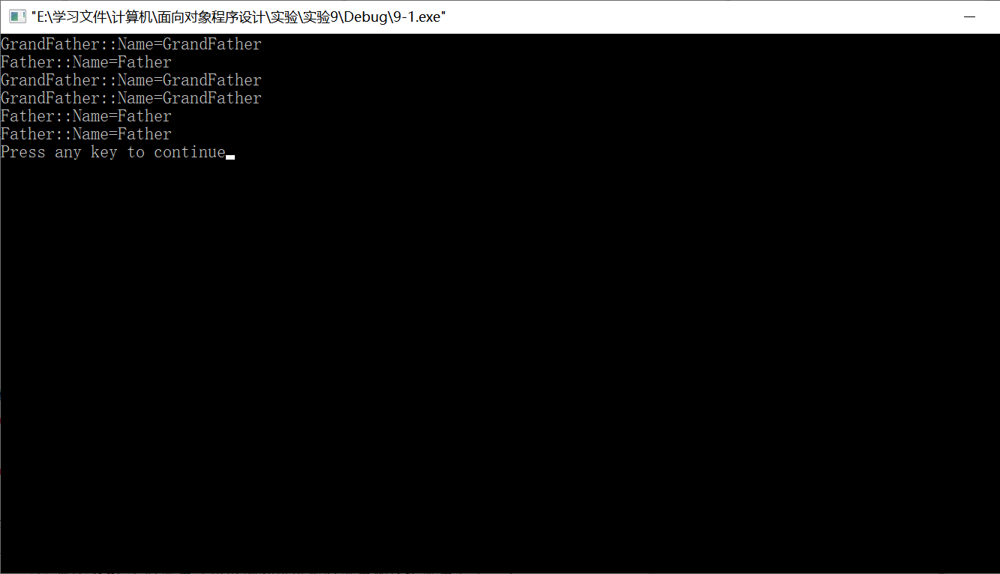 "E:\学习文件\计算机\面向对象程序设计\实验\实验9\Debug\9-1.exe"
GrandFather::Name=GrandFather
Father::Name=Father
GrandFather::Name=GrandFather
GrandFather::Name=GrandFather
Father::Name=Father
Father::Name=Father
Press any key to continue